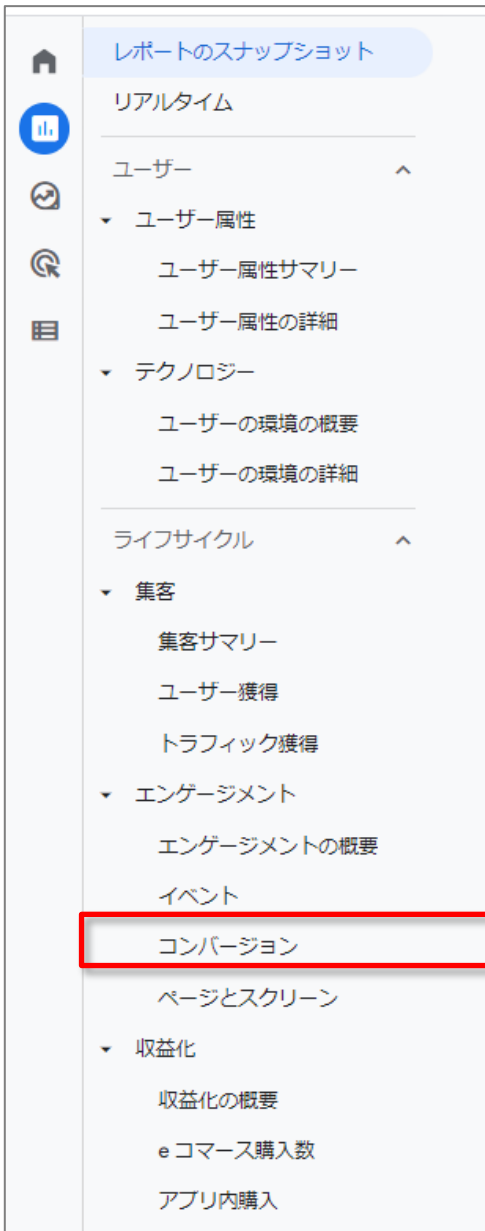 レポートのスナップショット
リアルタイム
ユーザー
ユーザー属性
ユーザー属性サマリー
ユーザー属性の詳細
テクノロジー
ユーザーの環境の概要
ユーザーの環境の詳細
ライフサイクル
集客
集客サマリー
ユーザー獲得
トラフィック獲得
エンゲージメント
エンゲージメントの概要
イベント
コンバージョン
ページとスクリーン
収益化
収益化の概要
e コマース購入数
アプリ内購入